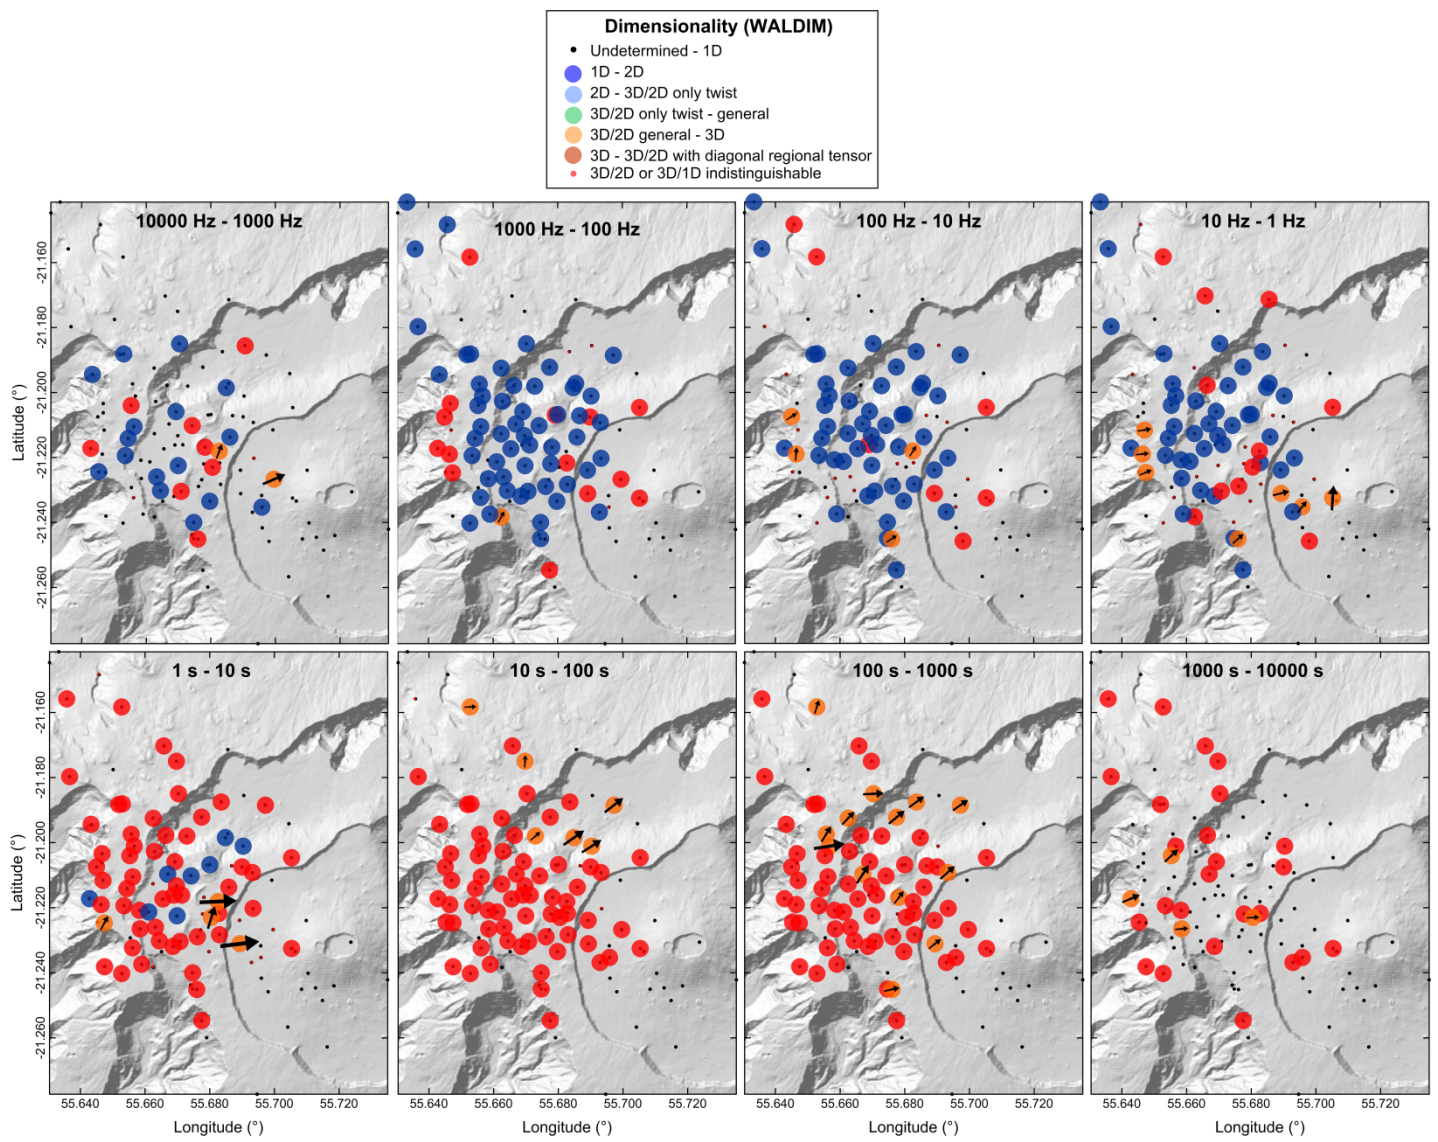 Dimensionality (WALDIM)
Undetermined - 1D
1D - 2D
2D - 3D/2D only twist
3D/2D only twist - general
3D/2D general - 3D
3D - 3D/2D with diagonal regional tensor
3D/2D or 3D/1D indistinguishable
10000 Hz - 1000 Hz
1000 Hz - 100 Hz
100 Hz - 10 Hz
10 Hz - 1 Hz
Latitude (°)
-21.160
-21.180
-21.200
-21.220
-21.240
-21.260
1 s - 10 s
10 s - 100 s
100 s - 1000 s
1000 s - 10000 s
Latitude (°)
-21.160
-21.180
-21.200
-21.220
-21.240
-21.260
55.640 55.660 55.680 55.700 55.720
55.640 55.660 55.680 55.700 55.720
55.640 55.660 55.680 55.700 55.720
55.640 55.660 55.680 55.700 55.720
Longitude (°)
Longitude (°)
Longitude (°)
Longitude (°)